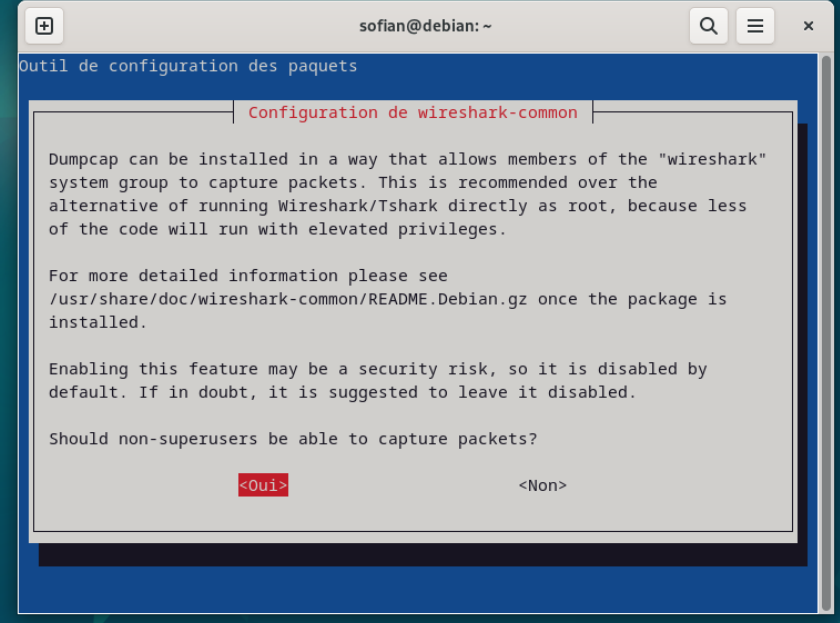 sofian@debian: ~
Outil de configuration des paquets
Configuration de wireshark-common
Dumpcap can be installed in a way that allows members of the "wireshark"
system group to capture packets. This is recommended over the
alternative of running Wireshark/Tshark directly as root, because less
of the code will run with elevated privileges.
For more detailed information please see
/usr/share/doc/wireshark-common/README.Debian.gz once the package is
installed.
Enabling this feature may be a security risk, so it is disabled by
default. If in doubt, it is suggested to leave it disabled.
Should non-superusers be able to capture packets?
<Oui> <Non>